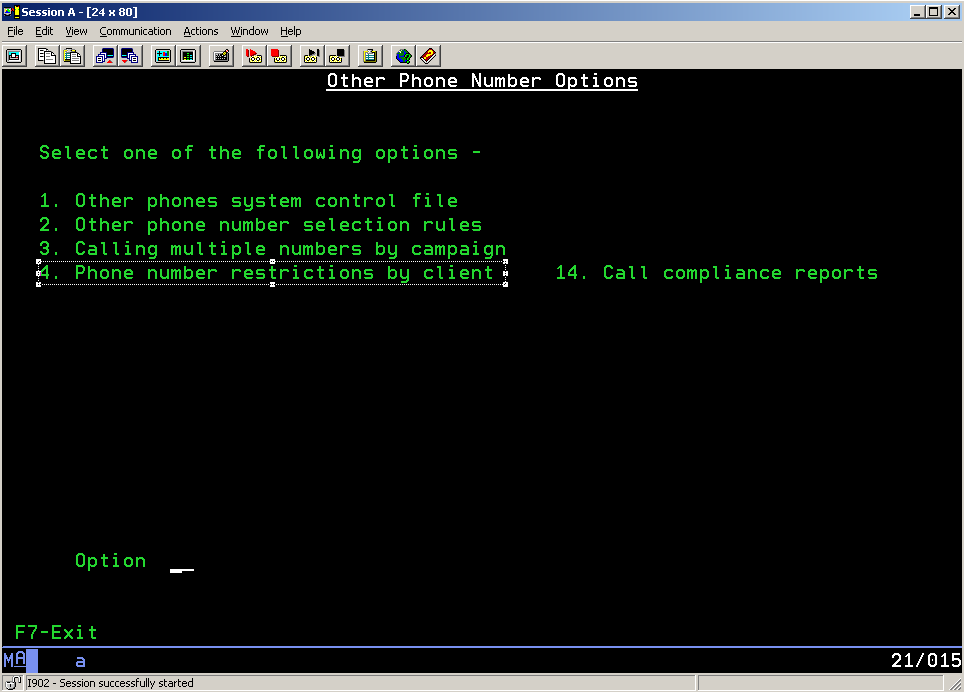 Session A - [24 x 80]
File Edit View Communication Actions Window Help
Other Phone Number Options
Select one of the following options -
1. Other phones system control file
2. Other phone number selection rules
3. Calling multiple numbers by campaign
4. Phone number restrictions by client 14. Call compliance reports
Option
F7-Exit
MA a 21/015
I902 - Session successfully started